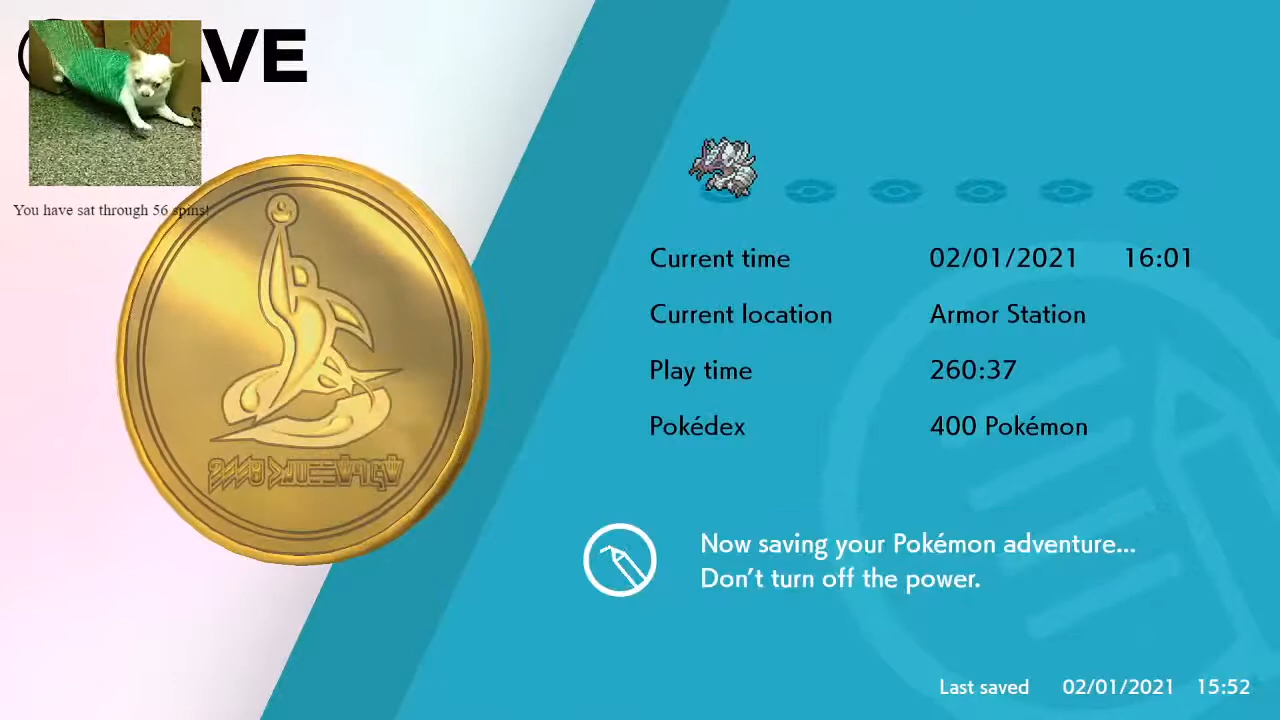 AVE
You have sat through 56 spins!
Current time 02/01/2021 16:01
Current location Armor Station
Play time 260:37
Pokédex 400 Pokémon
Now saving your Pokémon adventure...
Don't turn off the power.
Last saved 02/01/2021 15:52